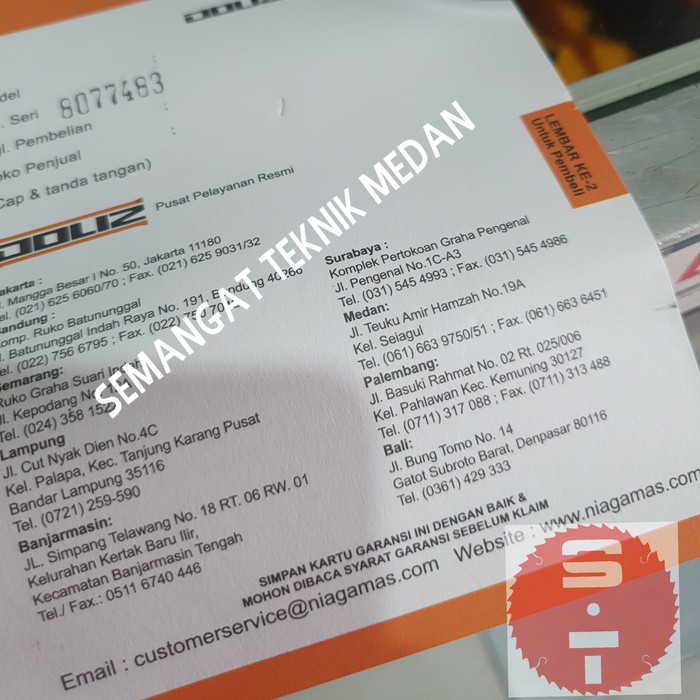 del
. Seri 8077483
gl. Pembelian
oko Penjual
Cap & tanda tangan)
LEMBAR KE-2
Untuk Pembeli
Pusat Pelayanan Resmi
akarta :
Mangga Besar I No. 50, Jakarta 11180
Tel. (021) 625 6060/70 ; Fax. (021) 625 9031/32
Bandung :
Komp. Ruko Batununggal
Batununggal Indah Raya No. 191, Bandung 40266
Tel. (022) 756 6795 ; Fax. (022)
Semarang:
Ruko Graha Suari
Jl. Kepodang
Tel. (024) 358
Lampung
Jl. Cut Nyak Dien No.4C
Kel. Palapa, Kec. Tanjung Karang Pusat
Bandar Lampung 35116
Tel. (0721) 259-590
Banjarmasin:
JL. Simpang Telawang No. 18 RT. 06 RW. 01
Kelurahan Kertak Baru Ilir,
Kecamatan Banjarmasin Tengah
Tel./ Fax.: 0511 6740 446
Surabaya :
Komplek Pertokoan Graha Pengenal
Jl. Pengenal No.1C-A3
Tel. (031) 545 4993 ; Fax. (031) 545 4986
Medan:
Jl. Teuku Amir Hamzah No.19A
Kel. Seiagul
Tel. (061) 663 9750/51 ; Fax. (061) 663 6451
Palembang:
Jl. Basuki Rahmat No. 02 Rt. 025/006
Kel. Pahlawan Kec. Kemuning 30127
Tel. (0711) 317 088 ; Fax. (0711) 313 488
Bali:
Jl. Bung Torno No. 14
Gatot Subroto Barat, Denpasar 80116
Tel. (0361) 429 333
SIMPAN KARTU GARANSI INI DENGAN BAIK &
MOHON DIBACA SYARAT GARANSI SEBELUM KLAIM
Email : customerservice@niagamas.com Website : www.niagamas.com
SEMANGAT TEKNIK MEDAN
S.T